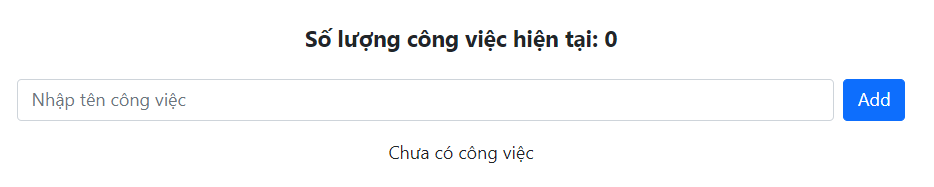 Số lượng công việc hiện tại: 0
Nhập tên công việc
Add
Chưa có công việc